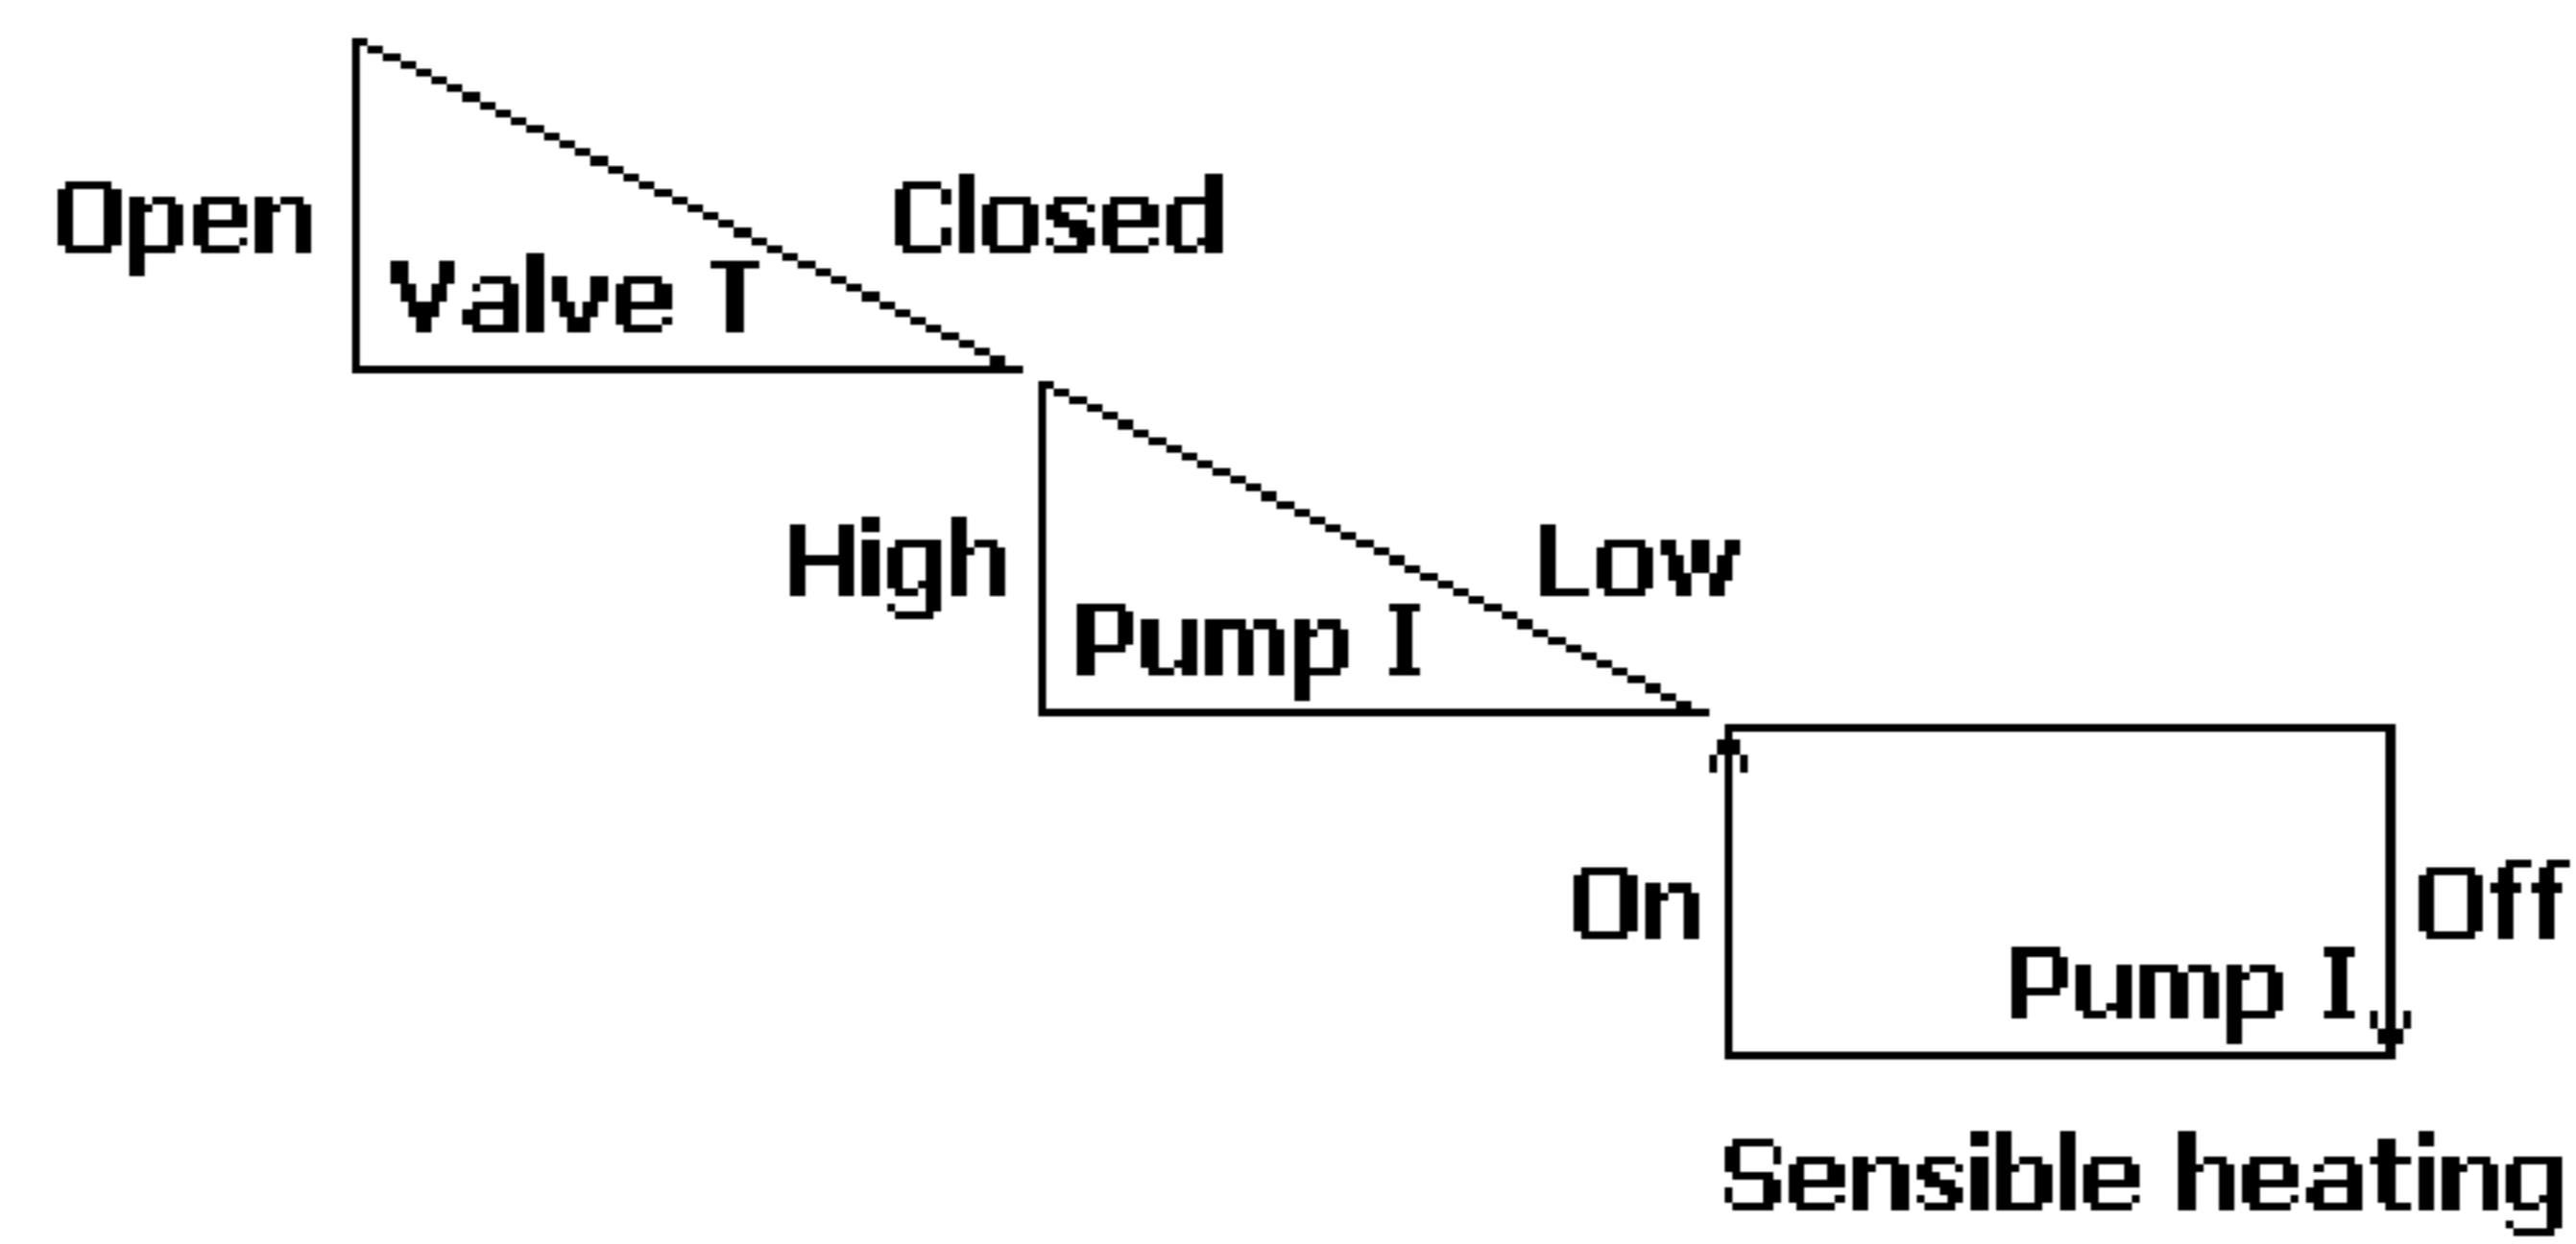 Open
Closed
Valve T
High
Low
Pump I
On
Off
Pump I
Sensible heating